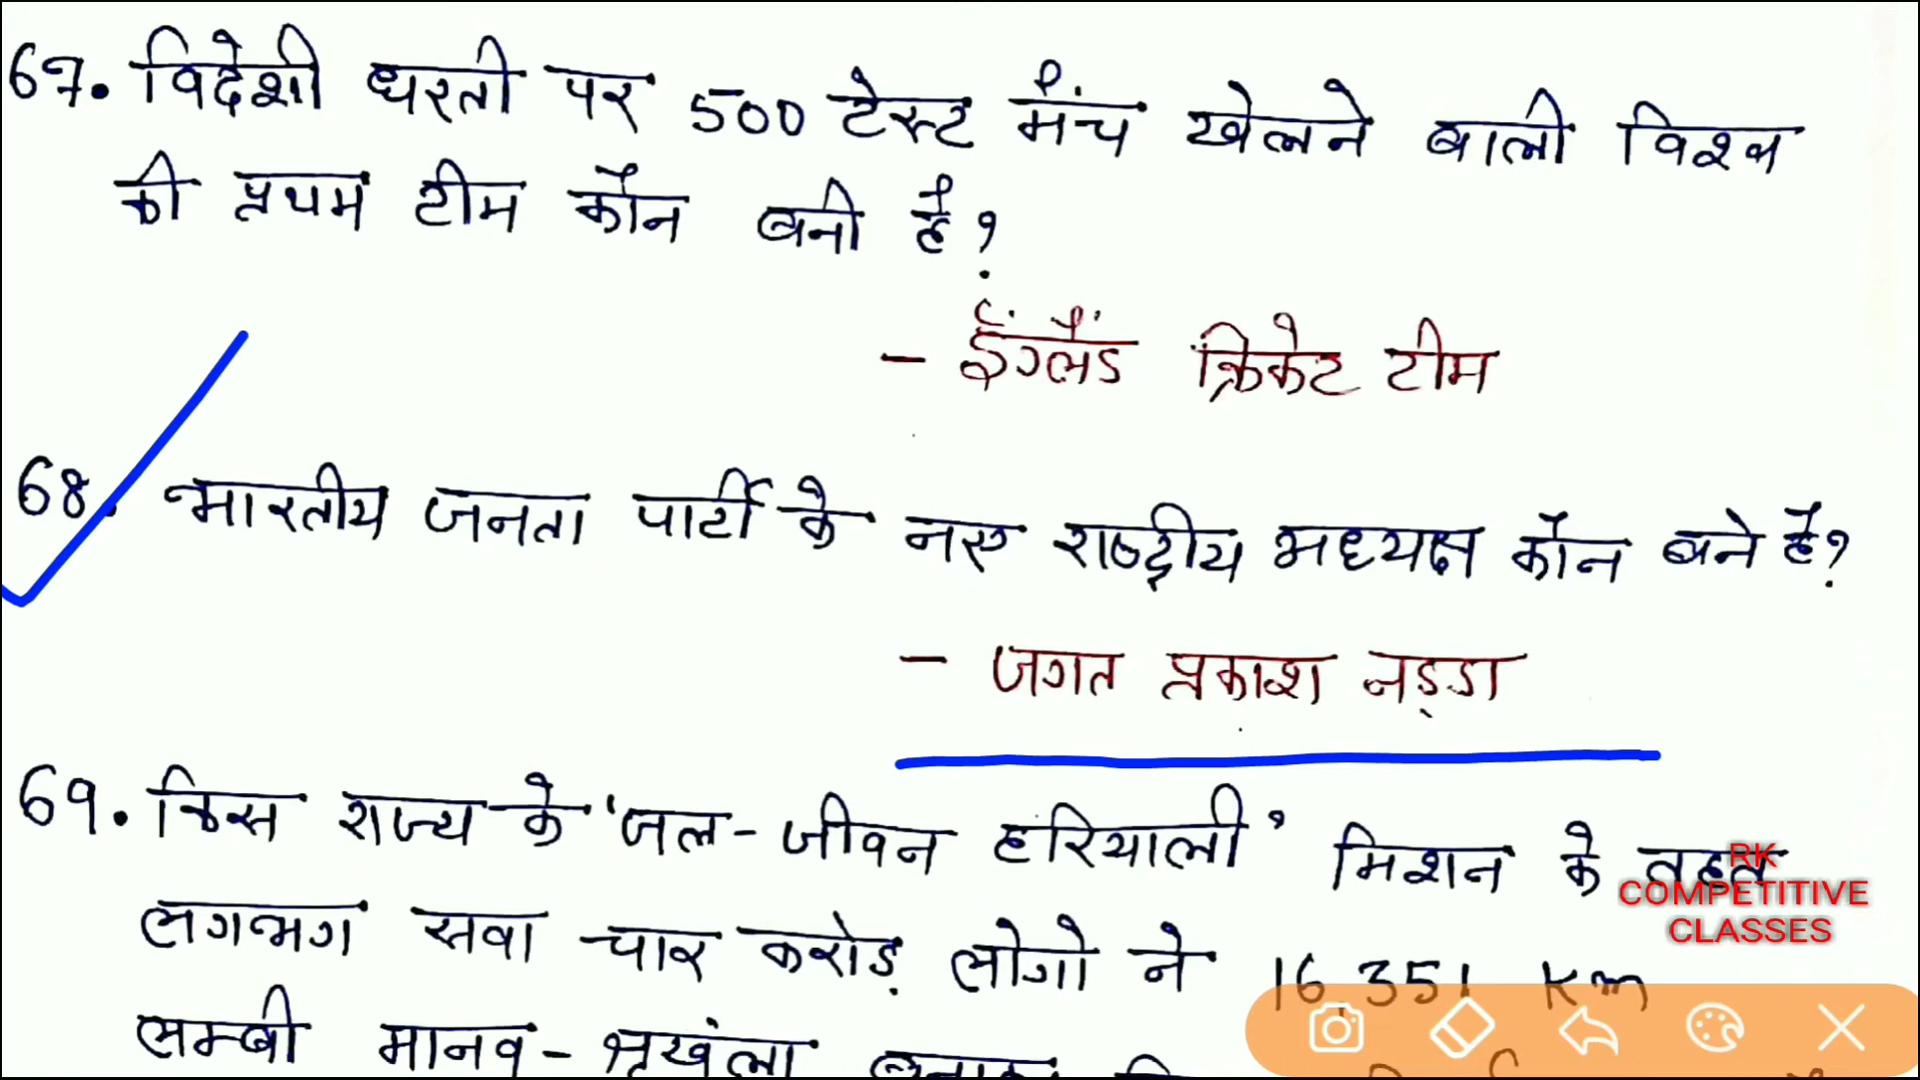 67. विदेशी धरती पर 500 टेस्ट मैंच खेलने बाली विश्व
की प्रथम टीम कौन बनी है?
- ईंग्लैंड क्रिकेट टीम
68. भारतीय जनता पार्टी के नए राष्ट्रीय अध्यक्ष कौन बने है?
- जगत प्रकाश नड्डा
69. किस राज्य के 'जल-जीवन हरियाली' मिशन के तहत
RK
COMPETITIVE
CLASSES
लगभग सवा चार करोड़ लोगो ने 16,351 Km
लम्बी मानव-श्रृखंला